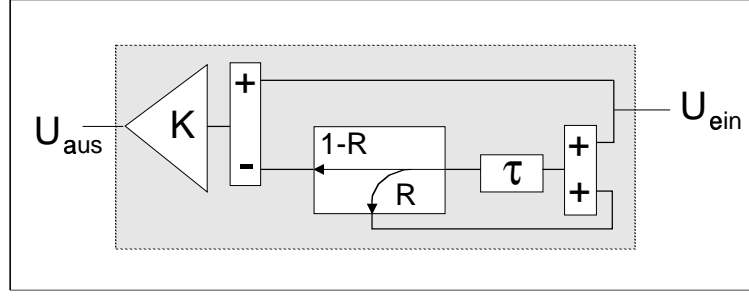 U_aus
K
+
-
1-R
R
τ
+
+
U_ein